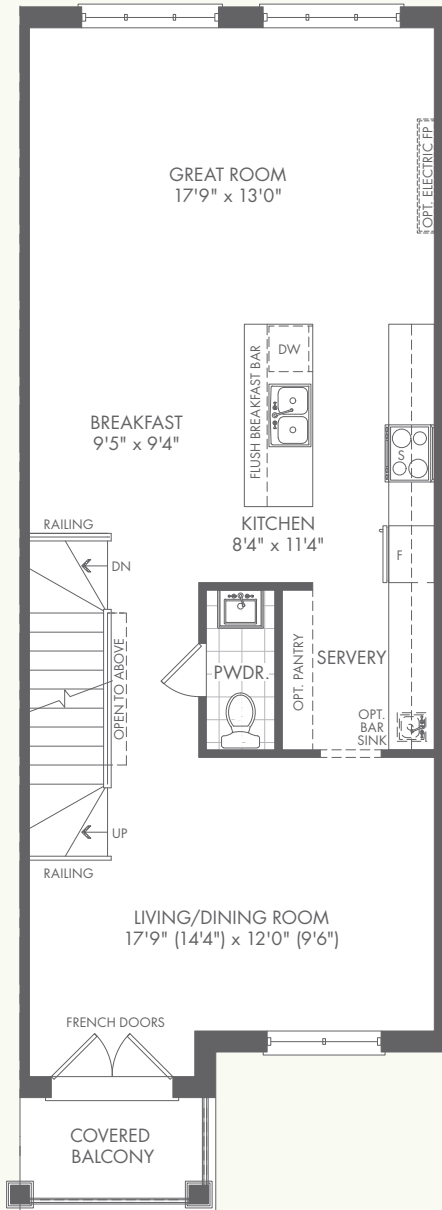 GREAT ROOM
17'9" x 13'0"
OPT. ELECTRIC FP
DW
FLUSH BREAKFAST BAR
BREAKFAST
9'5" x 9'4"
S
KITCHEN
8'4" x 11'4"
F
RAILING
DN
OPEN TO ABOVE
PWDR.
OPT. PANTRY
SERVERY
OPT.
BAR
SINK
UP
RAILING
LIVING/DINING ROOM
17'9" (14'4") x 12'0" (9'6")
FRENCH DOORS
COVERED
BALCONY